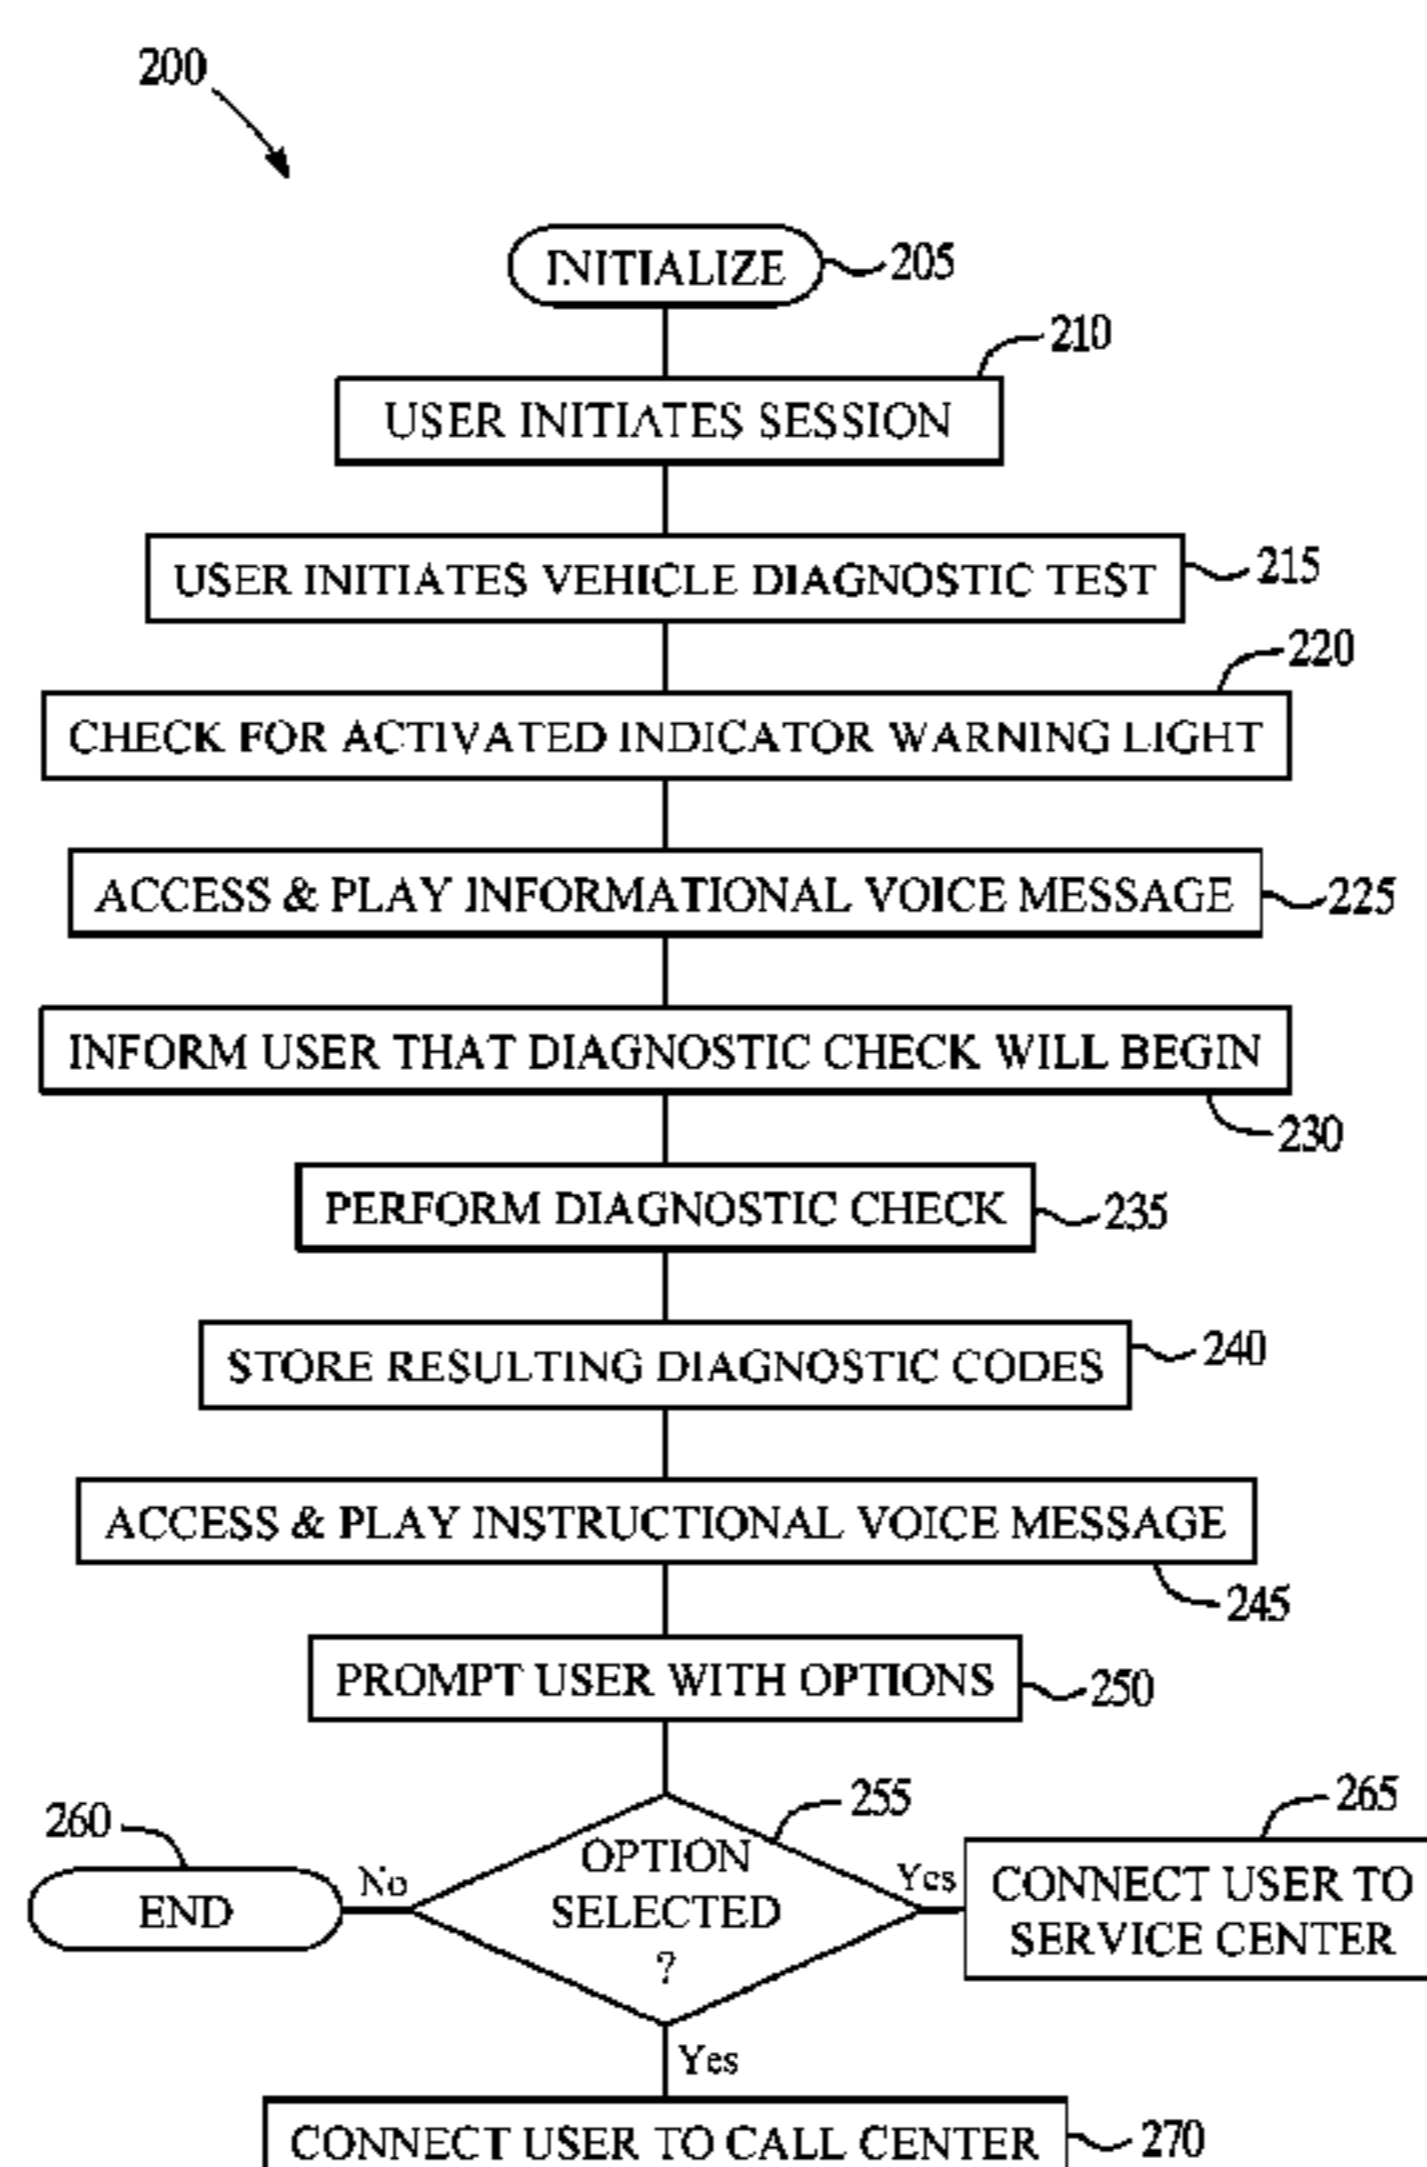 200
INITIALIZE
205
210
USER INITIATES SESSION
USER INITIATES VEHICLE DIAGNOSTIC TEST
215
220
CHECK FOR ACTIVATED INDICATOR WARNING LIGHT
ACCESS & PLAY INFORMATIONAL VOICE MESSAGE
225
INFORM USER THAT DIAGNOSTIC CHECK WILL BEGIN
230
PERFORM DIAGNOSTIC CHECK
235
STORE RESULTING DIAGNOSTIC CODES
240
ACCESS & PLAY INSTRUCTIONAL VOICE MESSAGE
245
PROMPT USER WITH OPTIONS
250
260
END
No
OPTION
SELECTED
?
255
Yes
265
CONNECT USER TO
SERVICE CENTER
Yes
CONNECT USER TO CALL CENTER
270